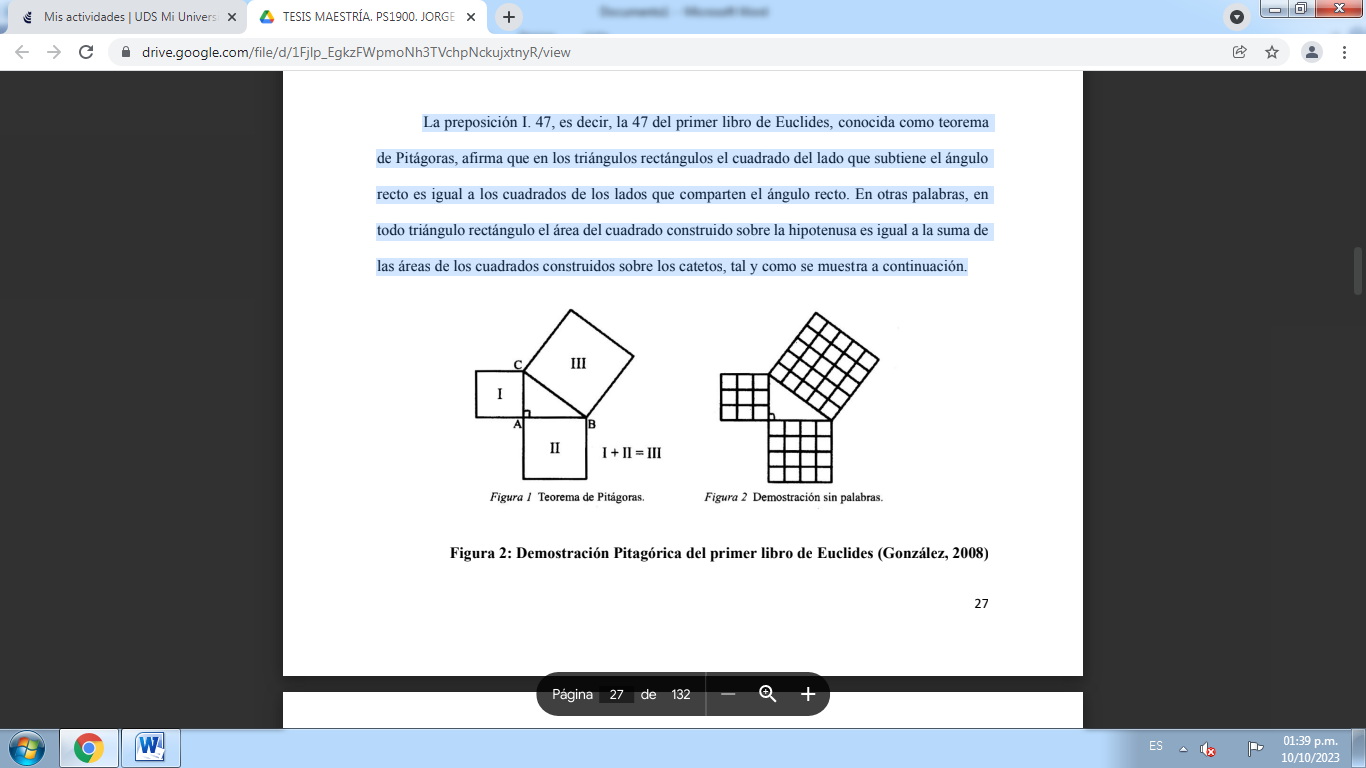 Documento1 - Microsoft Word
Mis actividades | UDS Mi Univers
TESIS MAESTRÍA. PS1900. JORGE
drive.google.com/file/d/1Fjlp_EgkzFWpmoNh3TVchpNckujxtnyR/view
La preposición I. 47, es decir, la 47 del primer libro de Euclides, conocida como teorema
de Pitágoras, afirma que en los triángulos rectángulos el cuadrado del lado que subtiene el ángulo
recto es igual a los cuadrados de los lados que comparten el ángulo recto. En otras palabras, en
todo triángulo rectángulo el área del cuadrado construido sobre la hipotenusa es igual a la suma de
las áreas de los cuadrados construidos sobre los catetos, tal y como se muestra a continuación.
III
C
I
A
B
II
I + II = III
Figura 1 Teorema de Pitágoras.
Figura 2 Demostración sin palabras.
Figura 2: Demostración Pitagórica del primer libro de Euclides (González, 2008)
27
Página 27 de 132
ES
01:39 p.m.
10/10/2023